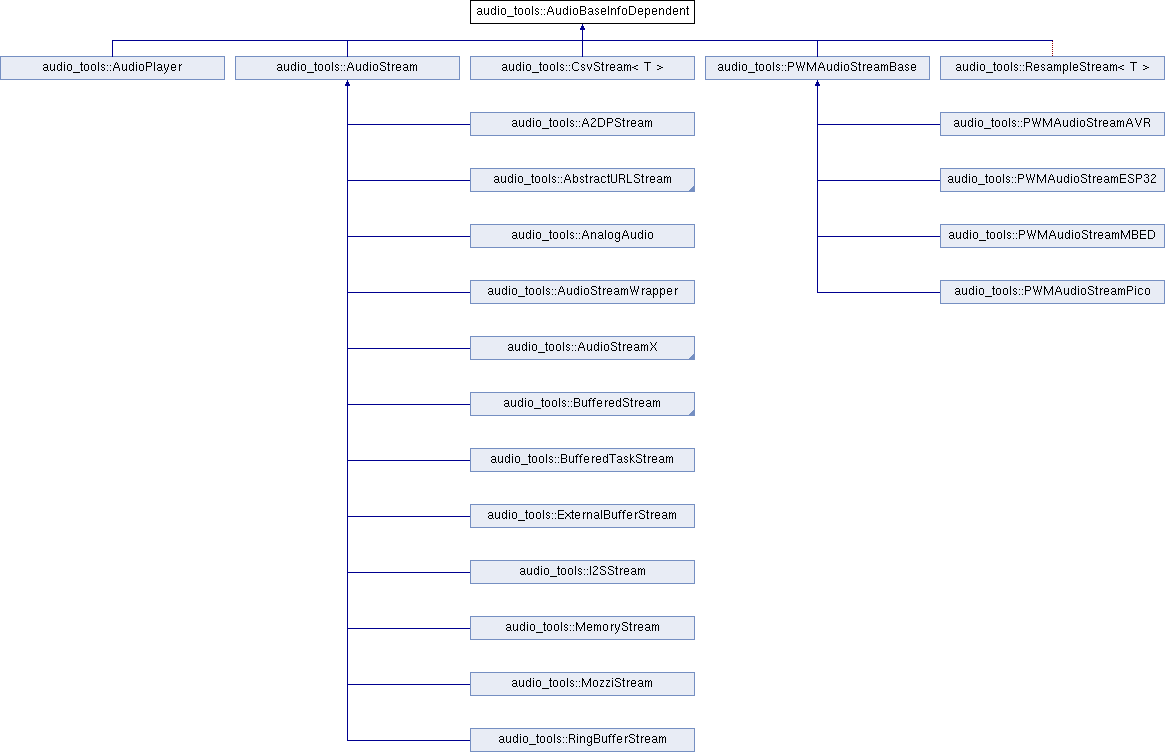 audio_tools::AudioBaseInfoDependent
audio_tools::AudioPlayer
audio_tools::AudioStream
audio_tools::CsvStream< T >
audio_tools::PWMAudioStreamBase
audio_tools::ResampleStream< T >
audio_tools::A2DPStream
audio_tools::PWMAudioStreamAVR
audio_tools::AbstractURLStream
audio_tools::PWMAudioStreamESP32
audio_tools::AnalogAudio
audio_tools::PWMAudioStreamMBED
audio_tools::AudioStreamWrapper
audio_tools::PWMAudioStreamPico
audio_tools::AudioStreamX
audio_tools::BufferedStream
audio_tools::BufferedTaskStream
audio_tools::ExternalBufferStream
audio_tools::I2SStream
audio_tools::MemoryStream
audio_tools::MozziStream
audio_tools::RingBufferStream